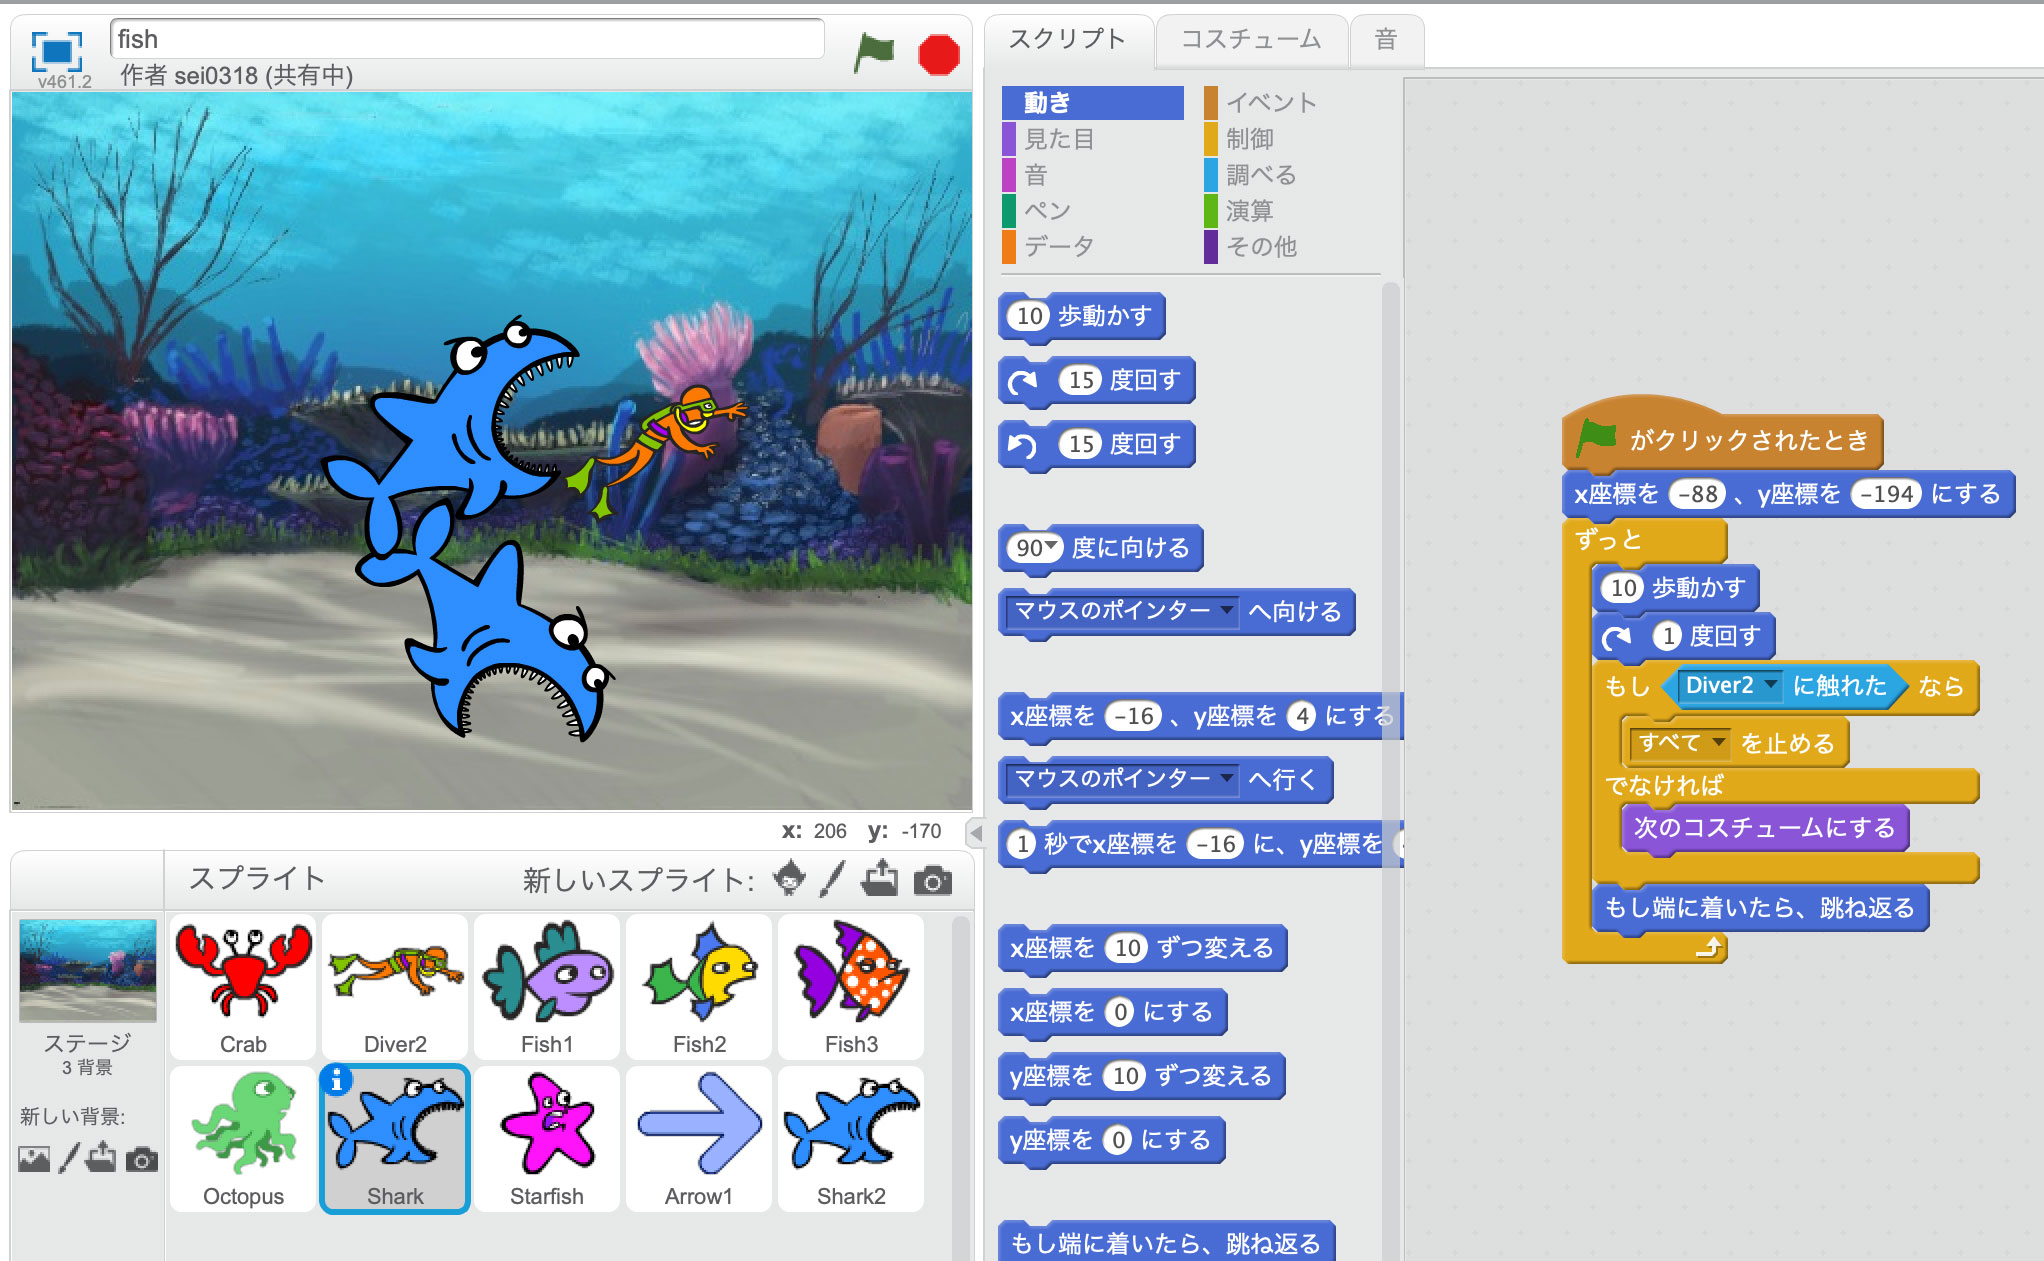 fish
v461.2
作者 sei0318 (共有中)
x: 206 y: -170
スプライト 新しいスプライト:
ステージ
3 背景
新しい背景:
Crab Diver2 Fish1 Fish2 Fish3
Octopus Shark Starfish Arrow1 Shark2
スクリプト コスチューム 音
動き イベント
見た目 制御
音 調べる
ペン 演算
データ その他
10 歩動かす
15 度回す
15 度回す
90 度に向ける
マウスのポインター へ向ける
x座標を -16 、y座標を 4 にする
マウスのポインター へ行く
1 秒でx座標を -16 に、y座標を
x座標を 10 ずつ変える
x座標を 0 にする
y座標を 10 ずつ変える
y座標を 0 にする
もし端に着いたら、跳ね返る
がクリックされたとき
x座標を -88 、y座標を -194 にする
ずっと
10 歩動かす
1 度回す
もし Diver2 に触れた なら
すべて を止める
でなければ
次のコスチュームにする
もし端に着いたら、跳ね返る